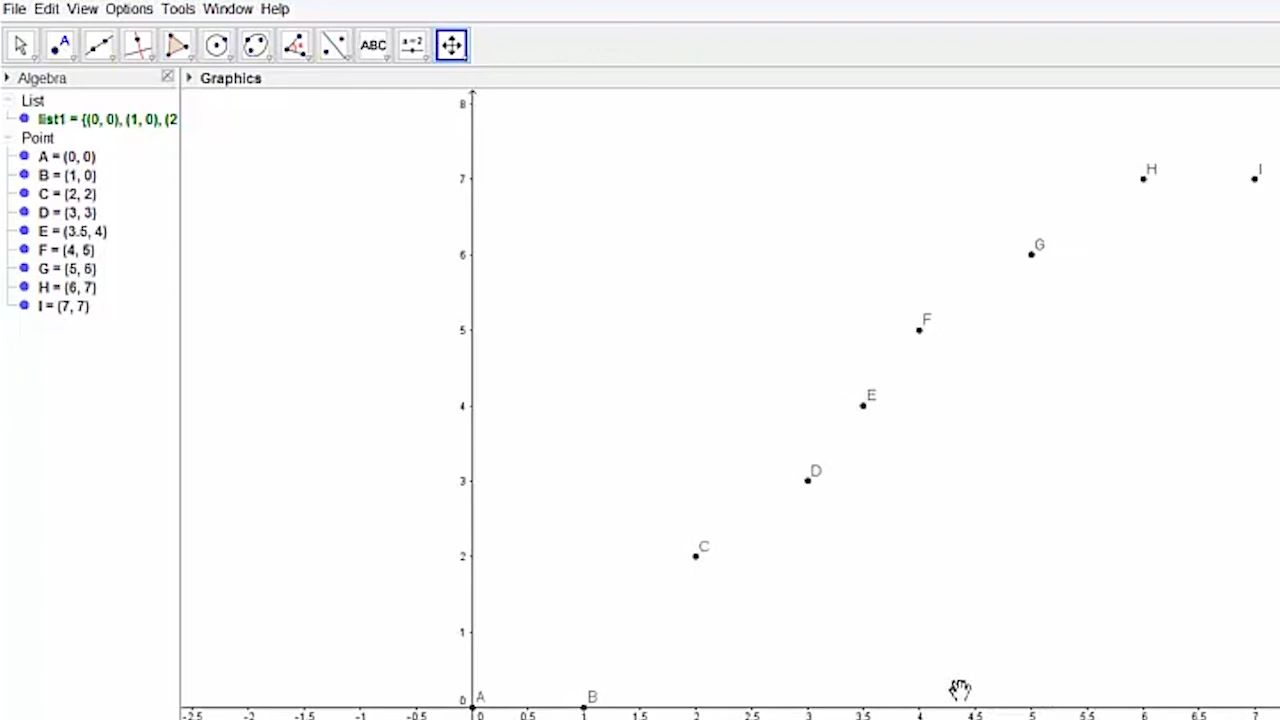 File Edit View Options Tools Window Help
A ABC a=2
Algebra
Graphics
List
list1 = {(0, 0), (1, 0), (2
Point
A = (0, 0)
B = (1, 0)
C = (2, 2)
D = (3, 3)
E = (3.5, 4)
F = (4, 5)
G = (5, 6)
H = (6, 7)
I = (7, 7)
8
H I
7
G
6
F
5
E
4
D
3
C
2
1
0 A B
-2.5 -2 -1.5 -1 -0.5 0 0.5 1 1.5 2 2.5 3 3.5 4 4.5 5 5.5 6 6.5 7